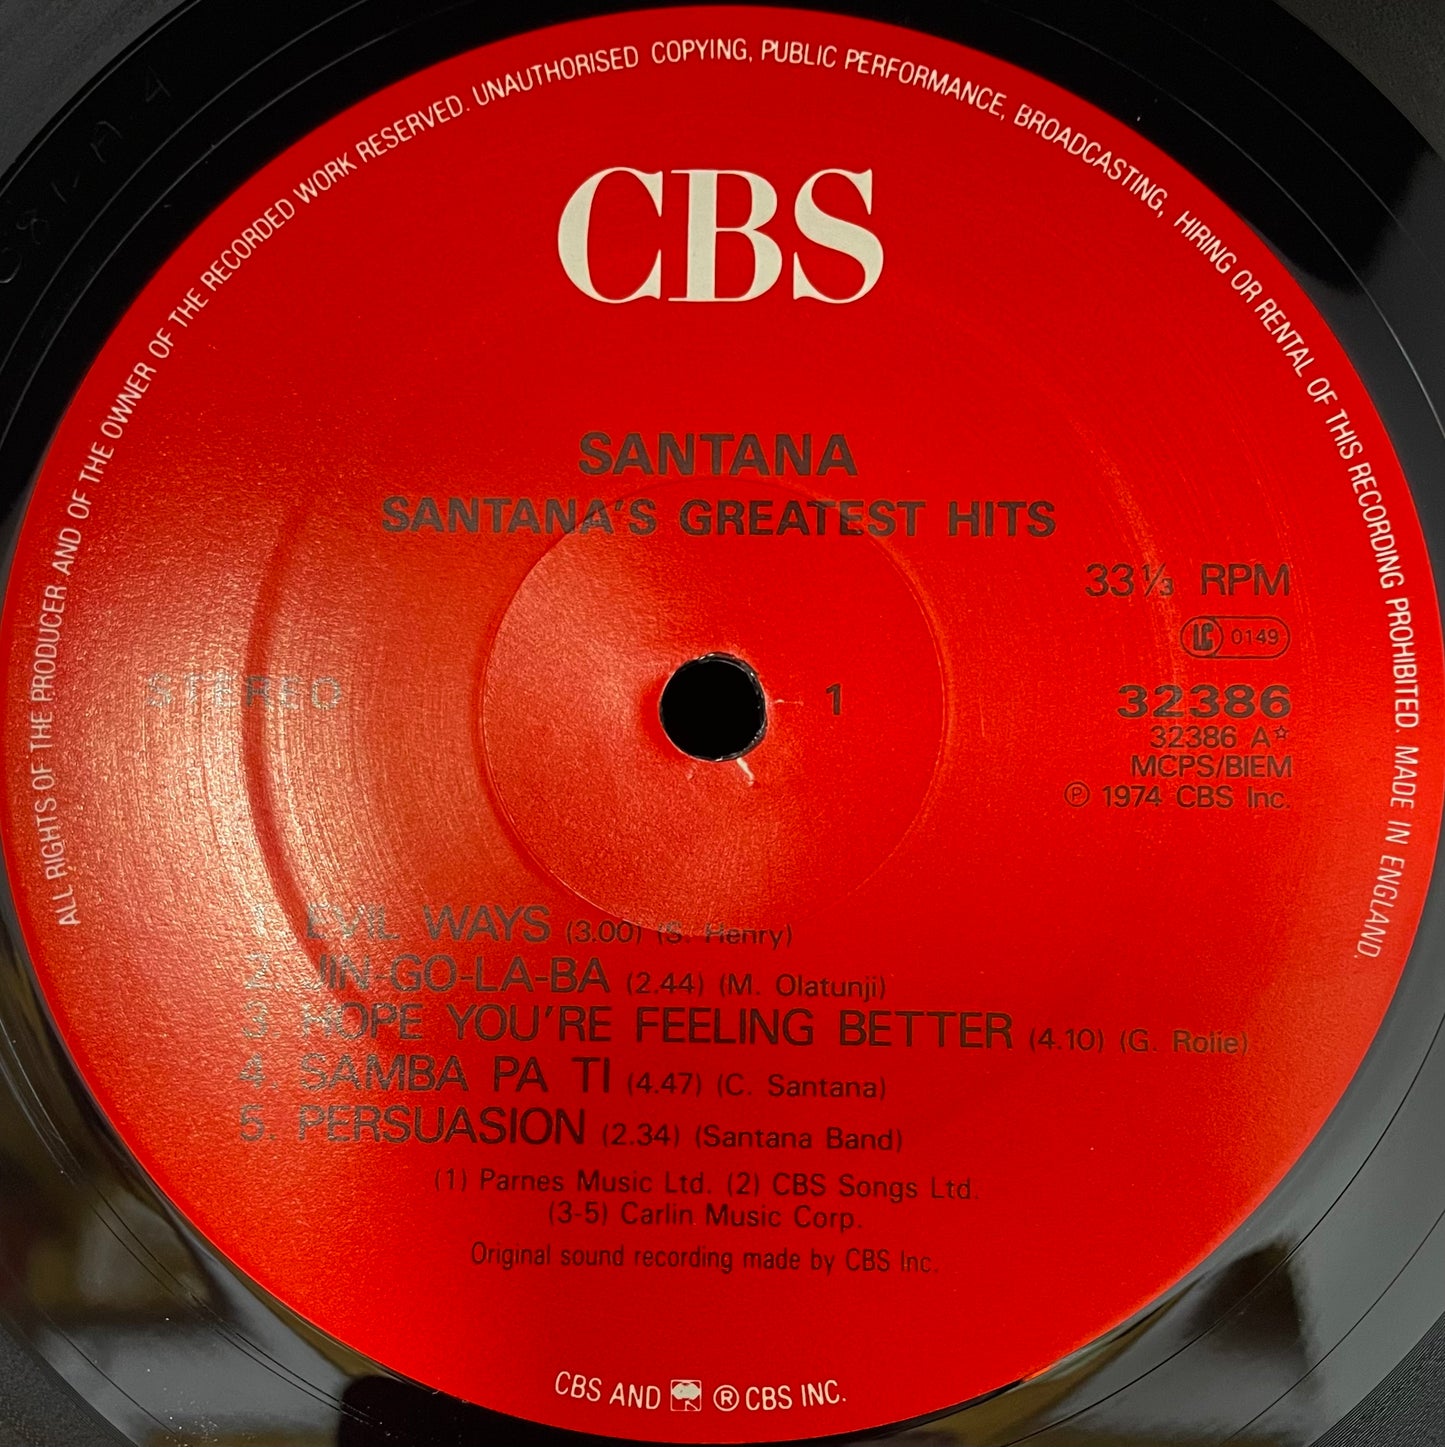 ALL RIGHTS OF THE PRODUCER AND OF THE OWNER OF THE RECORDED WORK RESERVED. UNAUTHORISED COPYING, PUBLIC PERFORMANCE, BROADCASTING, HIRING OR RENTAL OF THIS RECORDING PROHIBITED. MADE IN ENGLAND.
CBS
SANTANA
SANTANA'S GREATEST HITS
33⅓ RPM
LC 0149
STEREO
1
32386
32386 A☆
MCPS/BIEM
℗ 1974 CBS Inc.
1. EVIL WAYS (3.00) (S. Henry)
2. JIN-GO-LA-BA (2.44) (M. Olatunji)
3. HOPE YOU'RE FEELING BETTER (4.10) (G. Rolie)
4. SAMBA PA TI (4.47) (C. Santana)
5. PERSUASION (2.34) (Santana Band)
(1) Parnes Music Ltd. (2) CBS Songs Ltd.
(3-5) Carlin Music Corp.
Original sound recording made by CBS Inc.
CBS AND ® CBS INC.